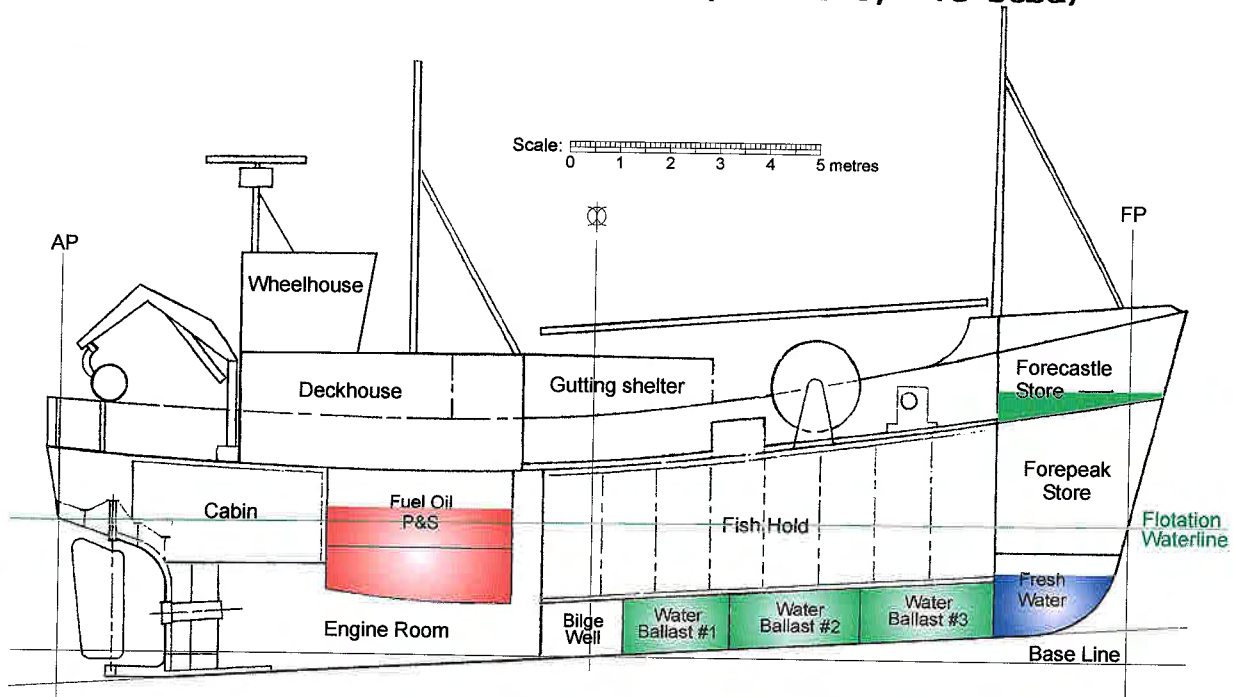 Scale:
0 1 2 3 4 5 metres
AP
FP
Wheelhouse
Deckhouse
Gutting shelter
Forecastle
Store
Forepeak
Store
Cabin
Fuel Oil
P&S
Fish Hold
Flotation
Waterline
Fresh
Water
Engine Room
Bilge
Well
Water
Ballast #1
Water
Ballast #2
Water
Ballast #3
Base Line